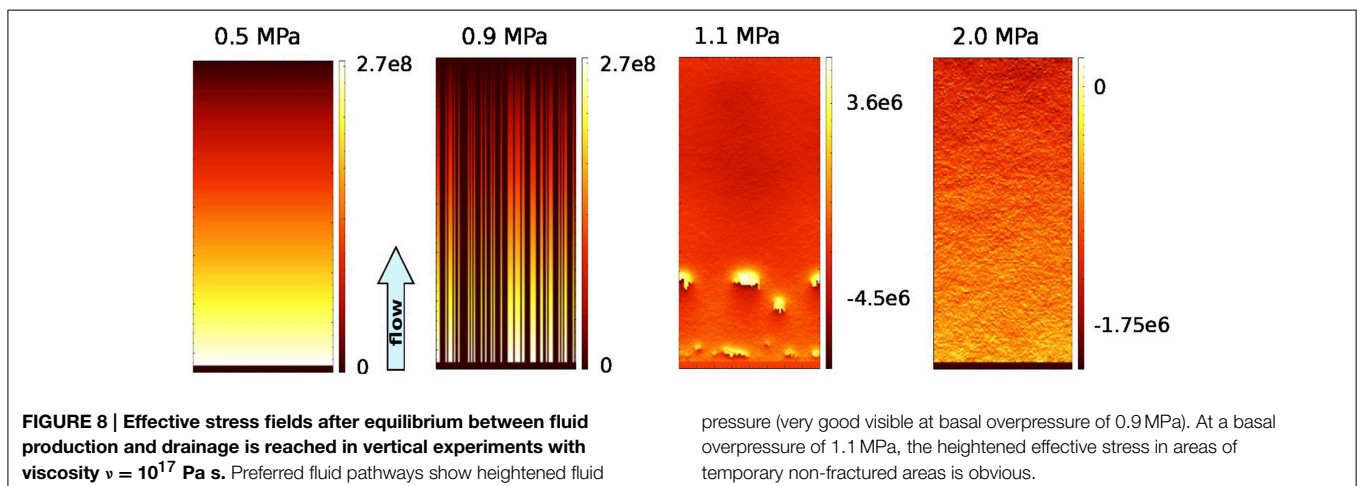 0.5 MPa
0.9 MPa
1.1 MPa
2.0 MPa
2.7e8
0
flow
2.7e8
0
3.6e6
-4.5e6
0
-1.75e6
FIGURE 8 | Effective stress fields after equilibrium between fluid
production and drainage is reached in vertical experiments with
viscosity ν = 10¹⁷ Pa s. Preferred fluid pathways show heightened fluid
pressure (very good visible at basal overpressure of 0.9 MPa). At a basal
overpressure of 1.1 MPa, the heightened effective stress in areas of
temporary non-fractured areas is obvious.